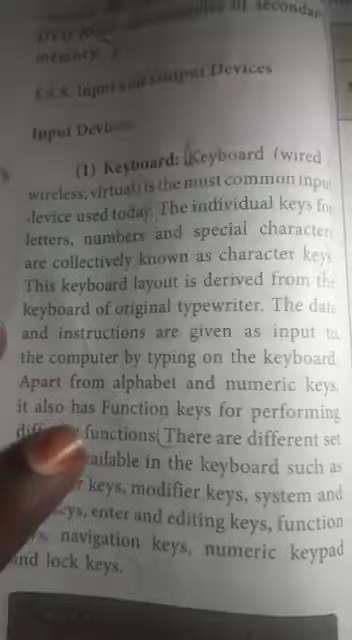 of secondar
DVD
memory.
Input and Output Devices
Input Dev
(1) Keyboard: Keyboard (wired
wireless, virtual) is the most common inpu
device used today. The individual keys fo
letters, numbers and special character
are collectively known as character keys
This keyboard layout is derived from the
keyboard of original typewriter. The data
and instructions are given as input to
the computer by typing on the keyboard.
Apart from alphabet and numeric keys,
it also has Function keys for performing
functions. There are different set
available in the keyboard such as
keys, modifier keys, system and
keys, enter and editing keys, function
navigation keys, numeric keypad
and lock keys.